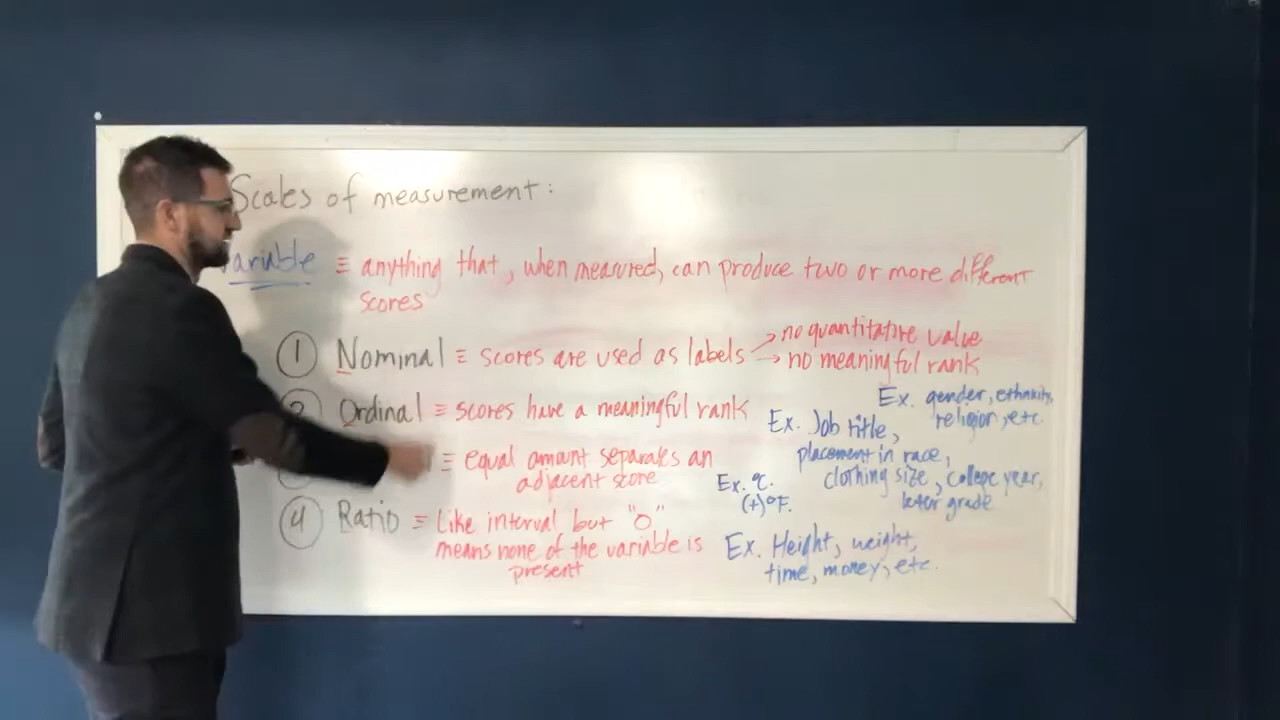 Scales of measurement:
ariable ≡ anything that, when measured, can produce two or more different
scores
1 Nominal ≡ scores are used as labels → no quantitative value
→ no meaningful rank
Ex. gender, ethnicity,
religion, etc.
2 Ordinal ≡ scores have a meaningful rank
Ex. Job title,
placement in race,
clothing size, college year,
letter grade
≡ equal amount separates an
adjacent score
Ex. °C.
(+)°F.
4 Ratio ≡ Like interval but "0"
means none of the variable is
present
Ex. Height, weight,
time, money, etc.